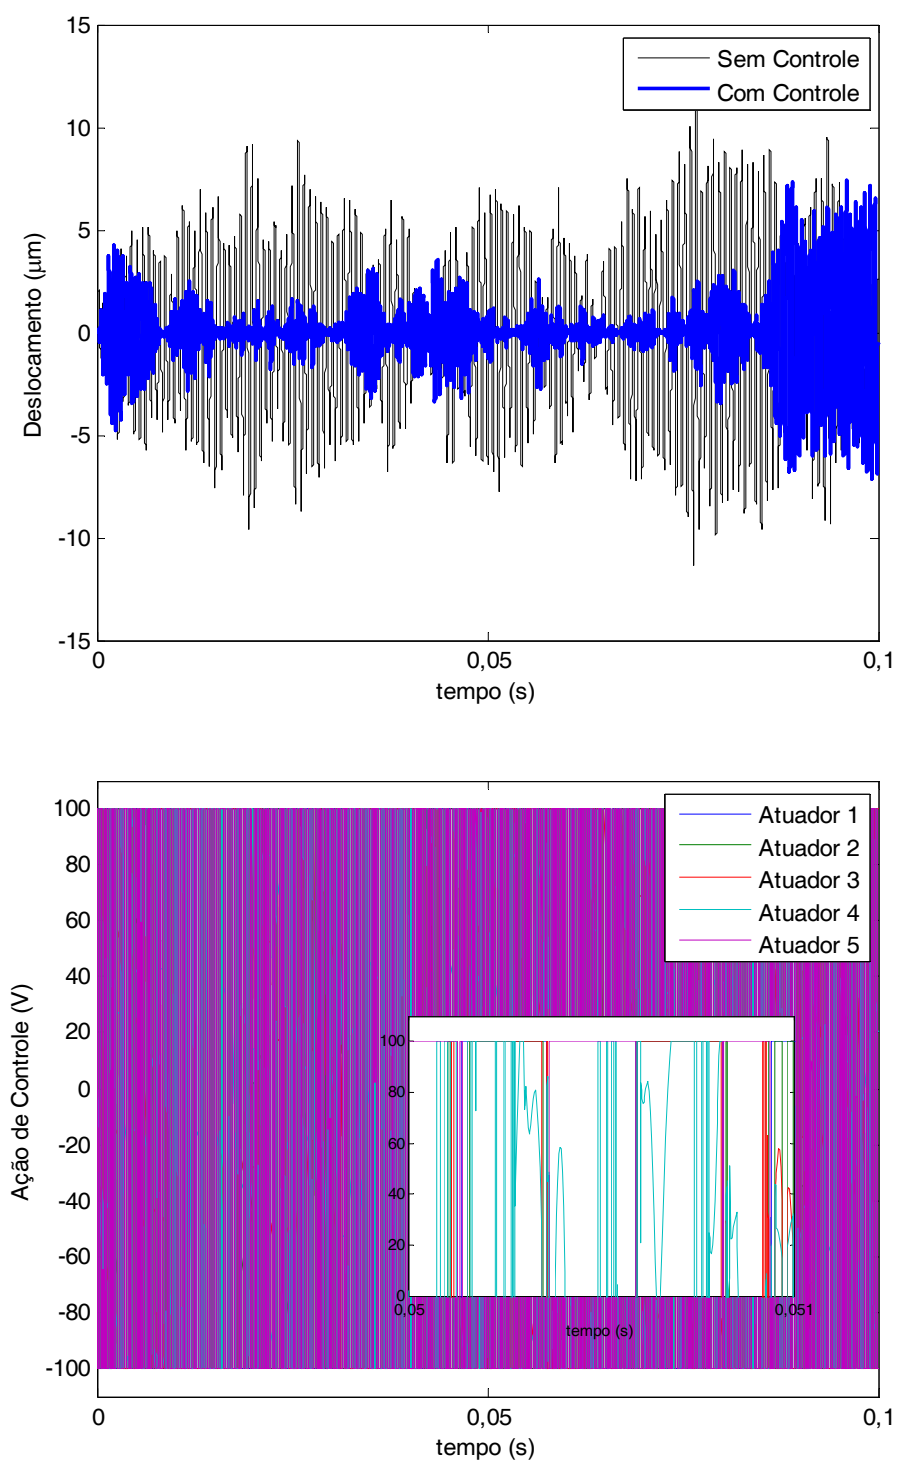 15
10
5
0
-5
-10
-15
Deslocamento (μm)
Sem Controle
Com Controle
0
0,05
0,1
tempo (s)
100
80
60
40
20
0
-20
-40
-60
-80
-100
Ação de Controle (V)
Atuador 1
Atuador 2
Atuador 3
Atuador 4
Atuador 5
100
80
60
40
20
0
0,05
0,051
tempo (s)
0
0,05
0,1
tempo (s)